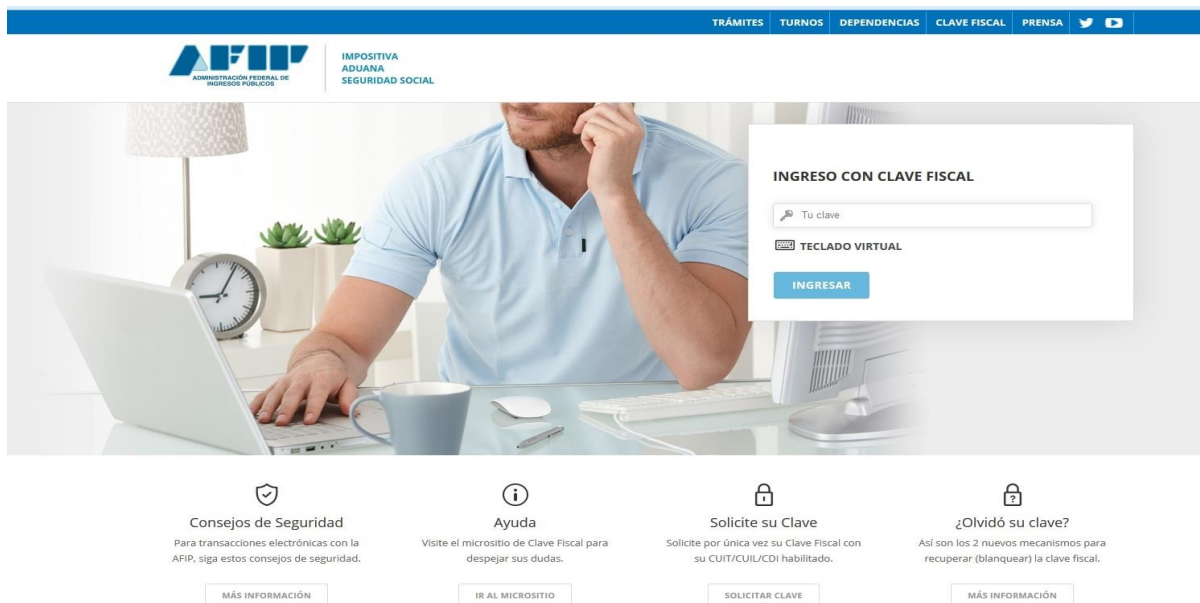 TRÁMITES TURNOS DEPENDENCIAS CLAVE FISCAL PRENSA
AFIP
ADMINISTRACIÓN FEDERAL DE
INGRESOS PÚBLICOS
IMPOSITIVA
ADUANA
SEGURIDAD SOCIAL
INGRESO CON CLAVE FISCAL
Tu clave
TECLADO VIRTUAL
INGRESAR
Consejos de Seguridad
Para transacciones electrónicas con la
AFIP, siga estos consejos de seguridad.
MÁS INFORMACIÓN
Ayuda
Visite el micrositio de Clave Fiscal para
despejar sus dudas.
IR AL MICROSITIO
Solicite su Clave
Solicite por única vez su Clave Fiscal con
su CUIT/CUIL/CDI habilitado.
SOLICITAR CLAVE
¿Olvidó su clave?
Así son los 2 nuevos mecanismos para
recuperar (blanquear) la clave fiscal.
MÁS INFORMACIÓN